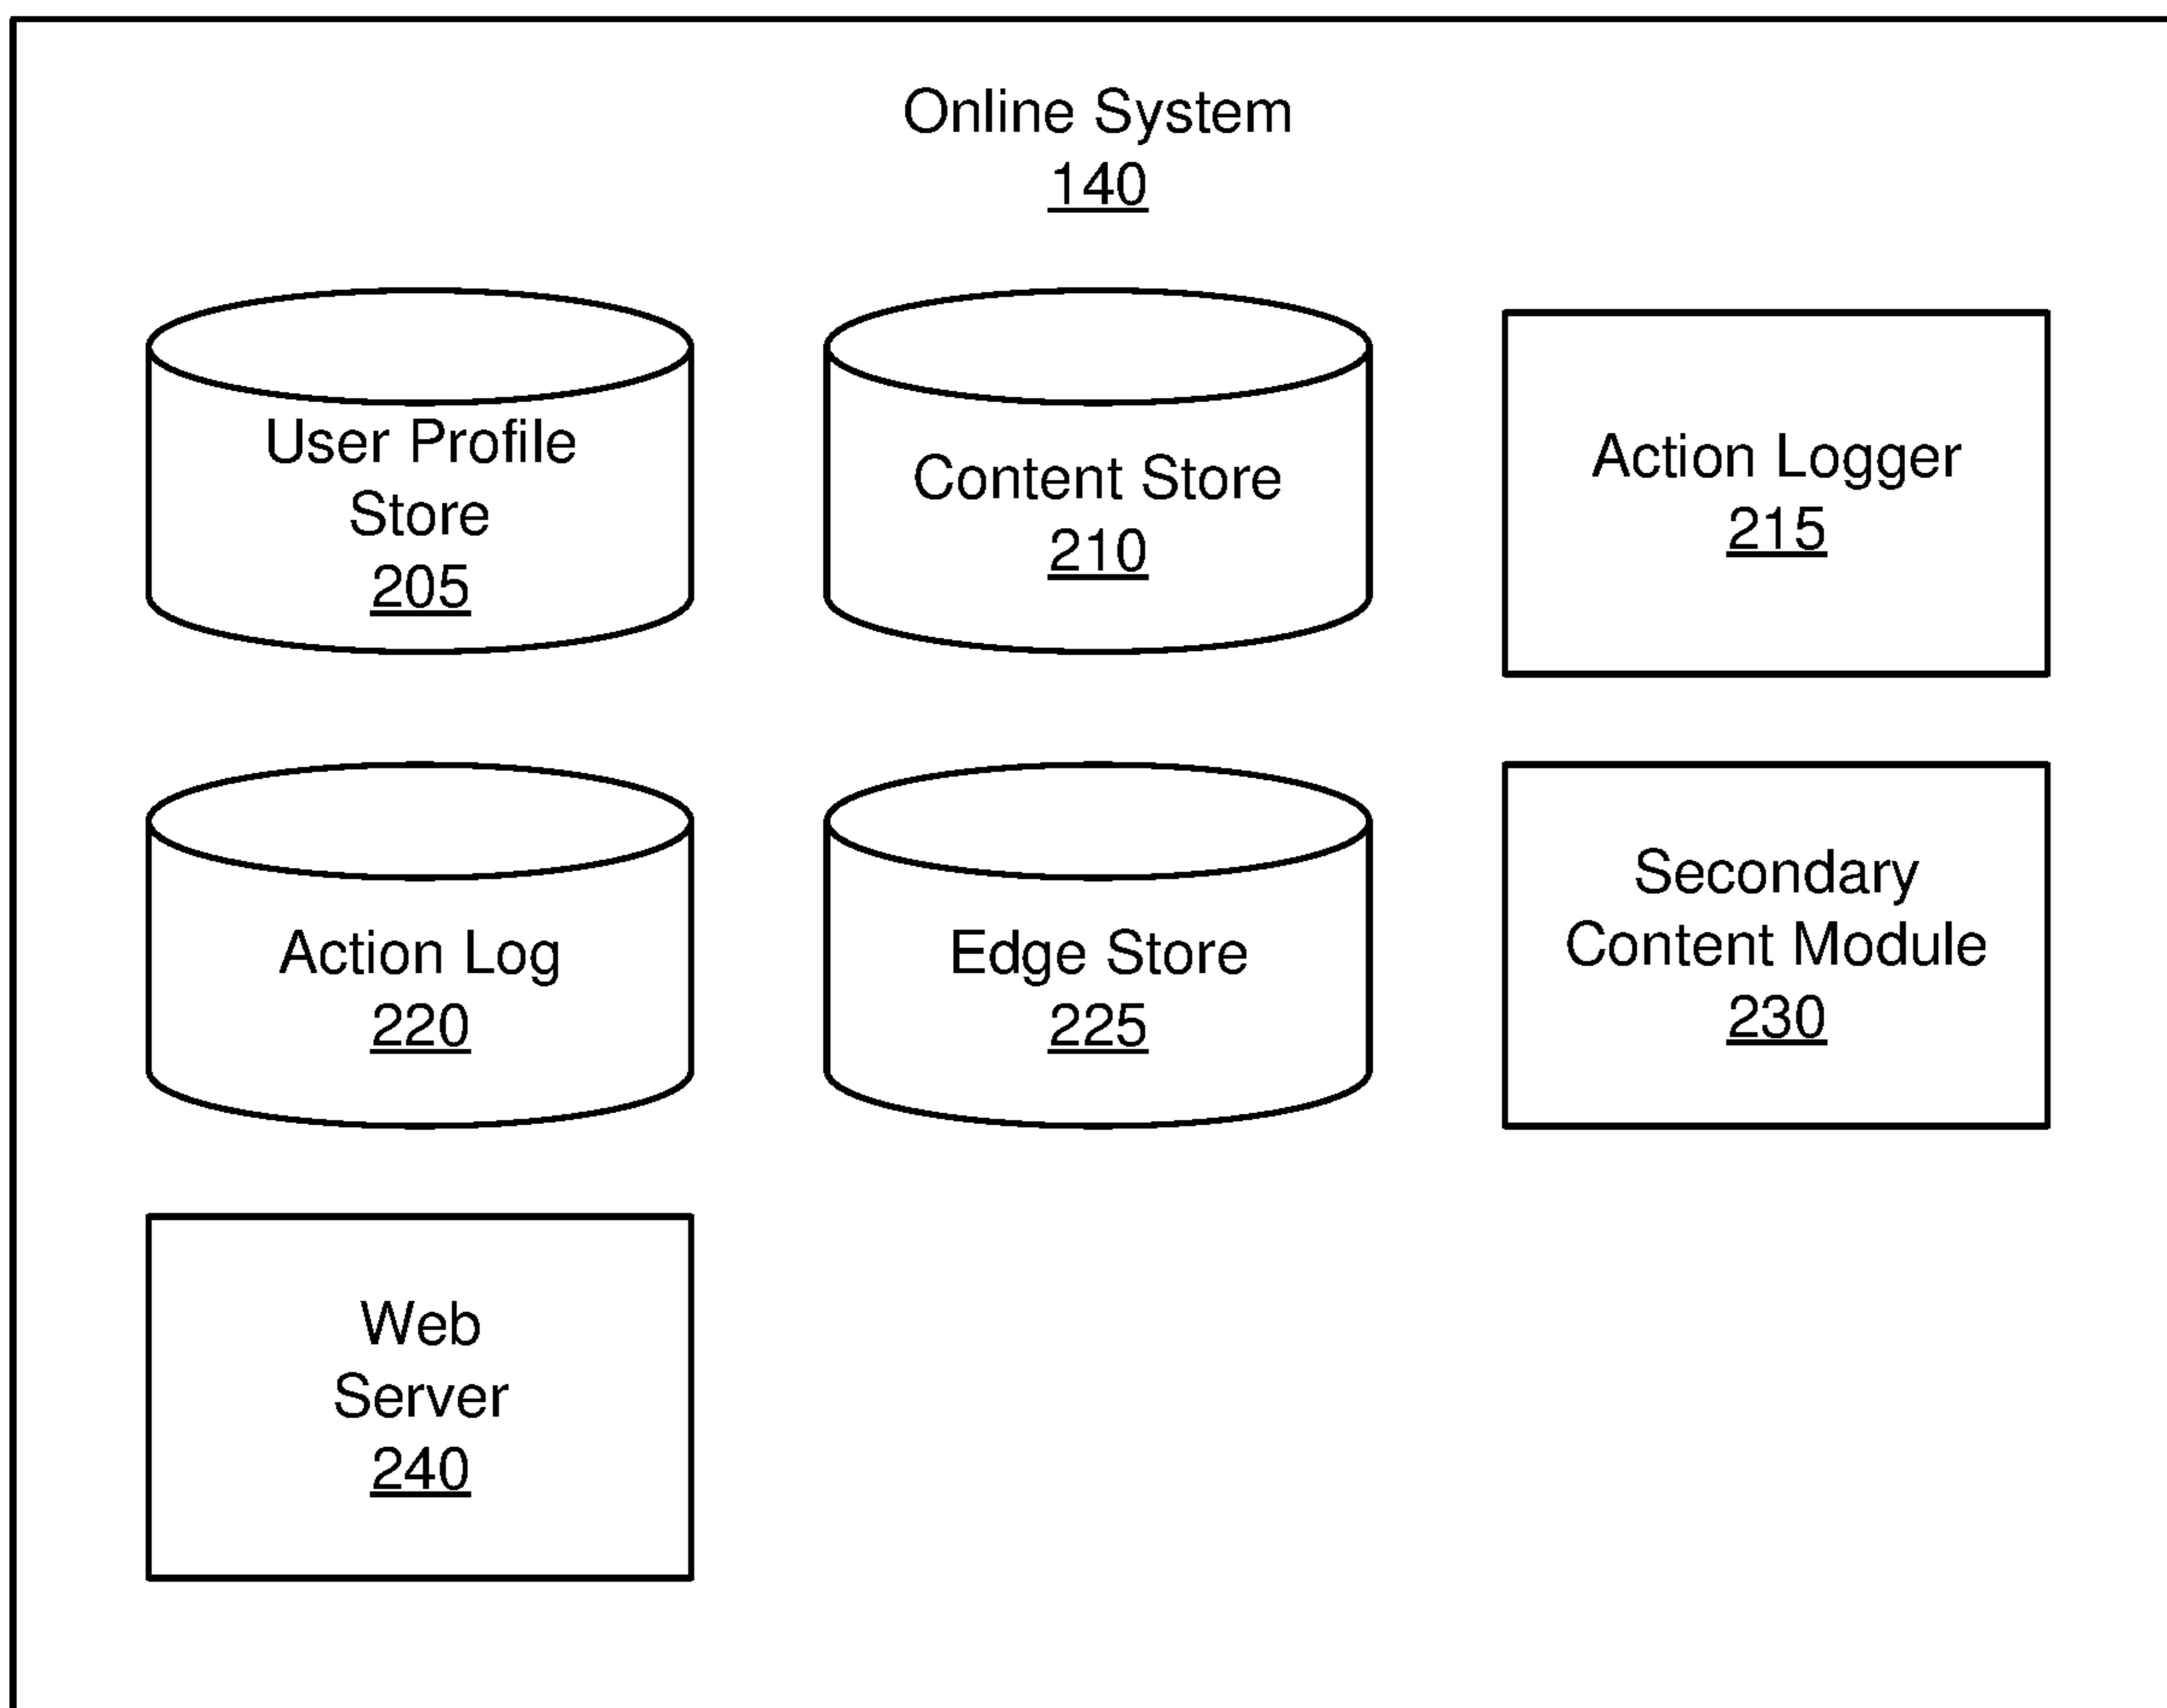 Online System
140
User Profile
Store
205
Content Store
210
Action Logger
215
Action Log
220
Edge Store
225
Secondary
Content Module
230
Web
Server
240